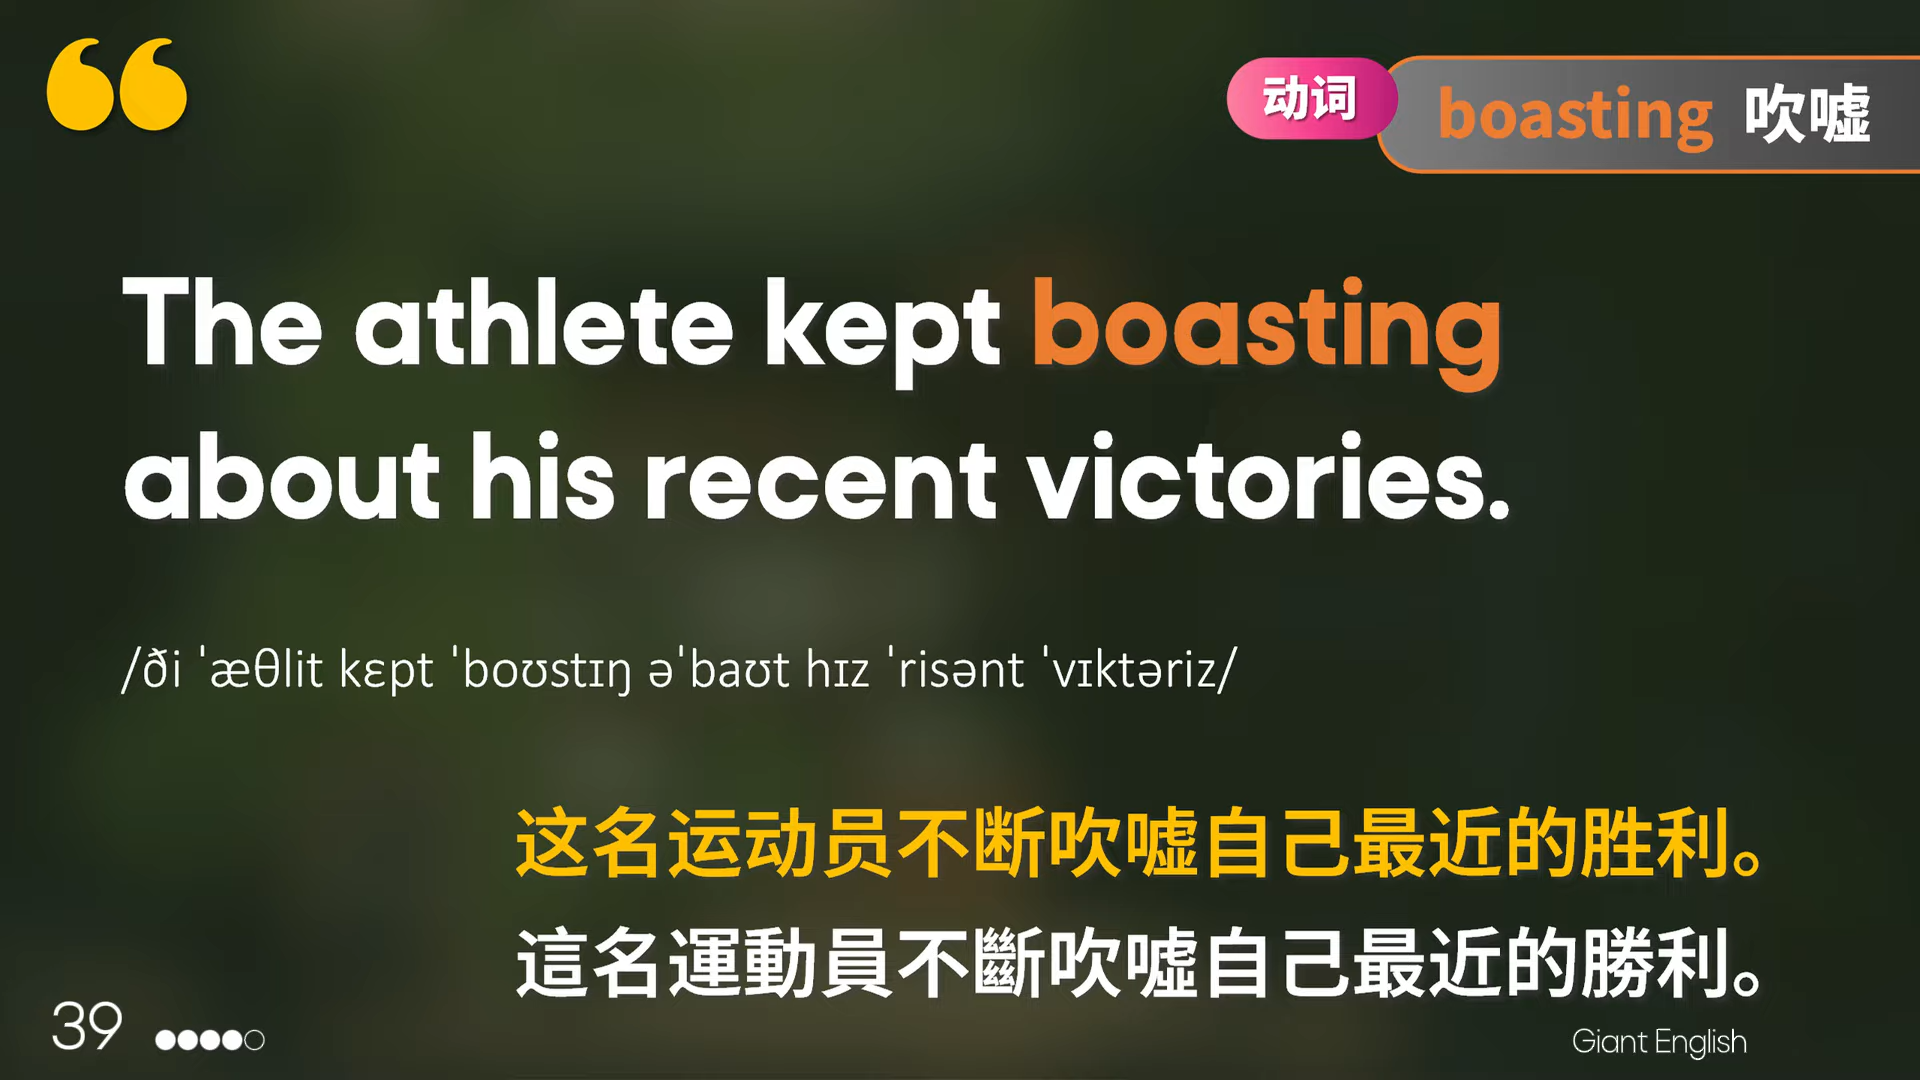 动词
boasting 吹嘘
The athlete kept boasting
about his recent victories.
/ði ˈæθlit kɛpt ˈboʊstɪŋ əˈbaʊt hɪz ˈrisənt ˈvɪktəriz/
这名运动员不断吹嘘自己最近的胜利。
這名運動員不斷吹噓自己最近的勝利。
39
Giant English